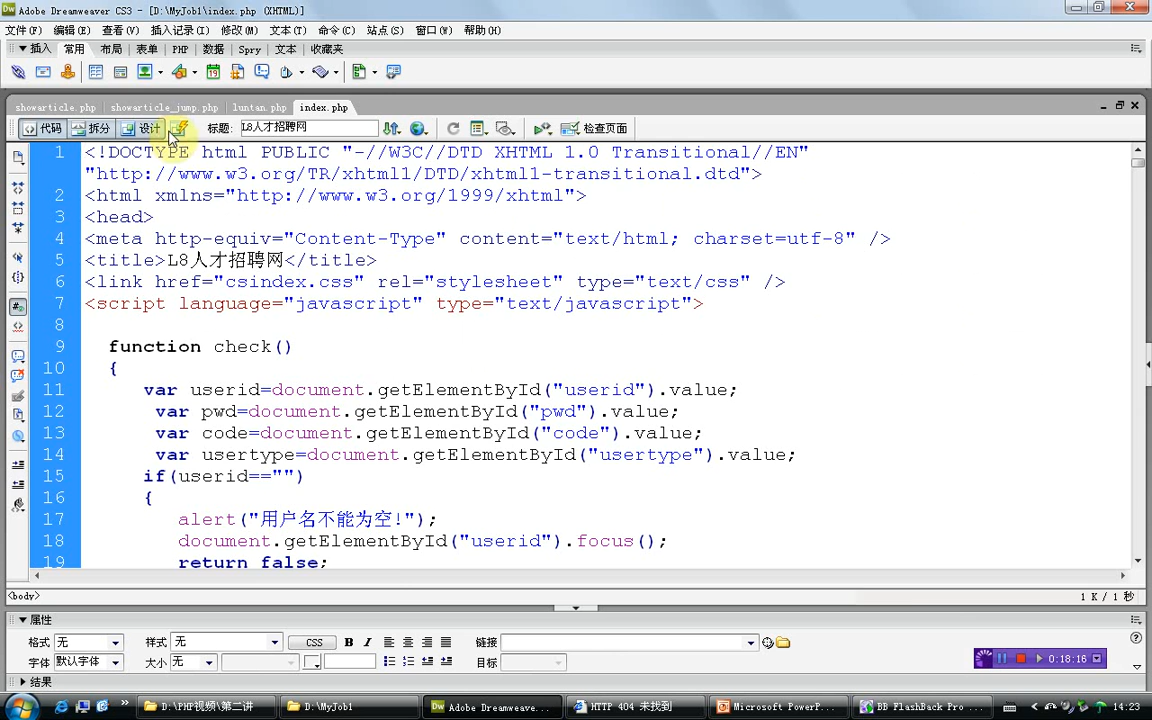 Adobe Dreamweaver CS3 - [D:\MyJob1\index.php (XHTML)]
文件(F) 编辑(E) 查看(V) 插入记录(I) 修改(M) 文本(T) 命令(C) 站点(S) 窗口(W) 帮助(H)
▼ 插入 常用 布局 表单 PHP 数据 Spry 文本 收藏夹
showarticle.php showarticle_jump.php luntan.php index.php
代码 拆分 设计 标题: L8人才招聘网 检查页面
1 <!DOCTYPE html PUBLIC "-//W3C//DTD XHTML 1.0 Transitional//EN"
"http://www.w3.org/TR/xhtml1/DTD/xhtml1-transitional.dtd">
2 <html xmlns="http://www.w3.org/1999/xhtml">
3 <head>
4 <meta http-equiv="Content-Type" content="text/html; charset=utf-8" />
5 <title>L8人才招聘网</title>
6 <link href="csindex.css" rel="stylesheet" type="text/css" />
7 <script language="javascript" type="text/javascript">
8
9 function check()
10 {
11 var userid=document.getElementById("userid").value;
12 var pwd=document.getElementById("pwd").value;
13 var code=document.getElementById("code").value;
14 var usertype=document.getElementById("usertype").value;
15 if(userid=="")
16 {
17 alert("用户名不能为空!");
18 document.getElementById("userid").focus();
19 return false;
<body> 1 K / 1 秒
▼ 属性
格式 无 样式 无 CSS B I 链接
字体 默认字体 大小 无 目标
▶ 结果
0:18:16
D:\PHP视频\第二讲 D:\MyJob1 Adobe Dreamweaver... HTTP 404 未找到 Microsoft PowerP... BB FlashBack Pro ... 14:23